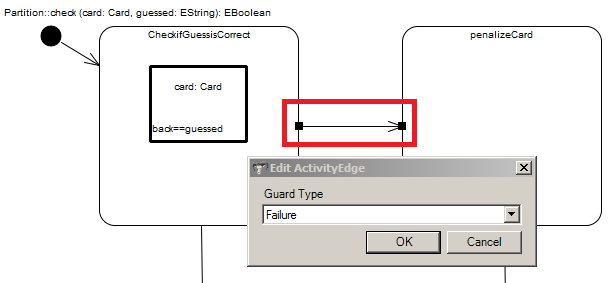 Partition::check (card: Card, guessed: EString): EBoolean
CheckifGuessisCorrect
penalizeCard
card: Card
back==guessed
Edit ActivityEdge
Guard Type
Failure
OK
Cancel